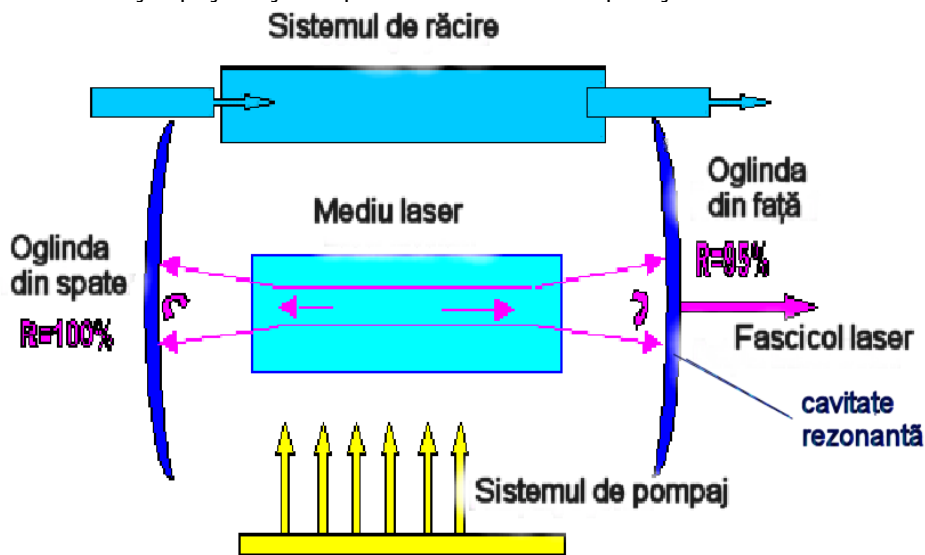 Sistemul de răcire
Oglinda
din față
R=95%
Mediu laser
Oglinda
din spate
R=100%
Fascicol laser
cavitate
rezonantă
Sistemul de pompaj